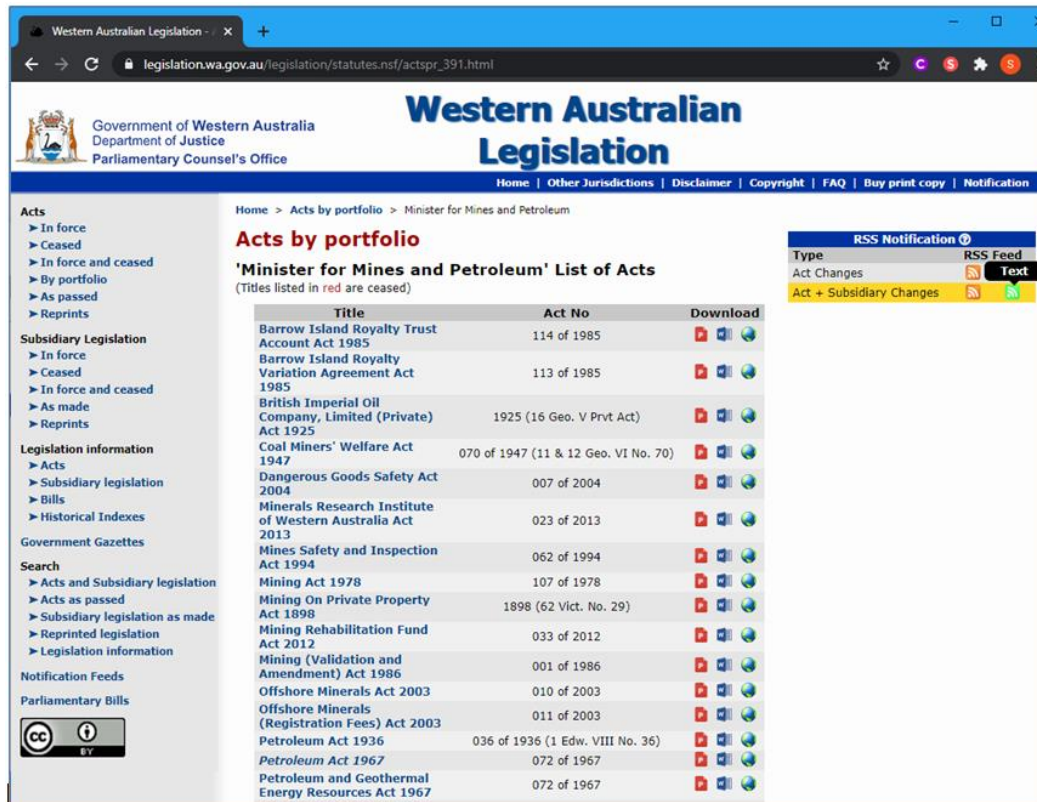 Western Australian Legislation - A
legislation.wa.gov.au/legislation/statutes.nsf/actspr_391.html
C
S
S
Government of Western Australia
Department of Justice
Parliamentary Counsel's Office
Western Australian
Legislation
Home | Other Jurisdictions | Disclaimer | Copyright | FAQ | Buy print copy | Notification
Acts
In force
Ceased
In force and ceased
By portfolio
As passed
Reprints
Subsidiary Legislation
In force
Ceased
In force and ceased
As made
Reprints
Legislation information
Acts
Subsidiary legislation
Bills
Historical Indexes
Government Gazettes
Search
Acts and Subsidiary legislation
Acts as passed
Subsidiary legislation as made
Reprinted legislation
Legislation information
Notification Feeds
Parliamentary Bills
cc
BY
Home > Acts by portfolio > Minister for Mines and Petroleum
Acts by portfolio
'Minister for Mines and Petroleum' List of Acts
(Titles listed in red are ceased)
Title Act No Download
Barrow Island Royalty Trust
Account Act 1985 114 of 1985
Barrow Island Royalty
Variation Agreement Act 113 of 1985
1985
British Imperial Oil
Company, Limited (Private) 1925 (16 Geo. V Prvt Act)
Act 1925
Coal Miners' Welfare Act
1947 070 of 1947 (11 & 12 Geo. VI No. 70)
Dangerous Goods Safety Act
2004 007 of 2004
Minerals Research Institute
of Western Australia Act 023 of 2013
2013
Mines Safety and Inspection
Act 1994 062 of 1994
Mining Act 1978 107 of 1978
Mining On Private Property
Act 1898 1898 (62 Vict. No. 29)
Mining Rehabilitation Fund
Act 2012 033 of 2012
Mining (Validation and
Amendment) Act 1986 001 of 1986
Offshore Minerals Act 2003 010 of 2003
Offshore Minerals
(Registration Fees) Act 2003 011 of 2003
Petroleum Act 1936 036 of 1936 (1 Edw. VIII No. 36)
Petroleum Act 1967 072 of 1967
Petroleum and Geothermal
Energy Resources Act 1967 072 of 1967
RSS Notification ?
Type RSS Feed
Act Changes Text
Act + Subsidiary Changes